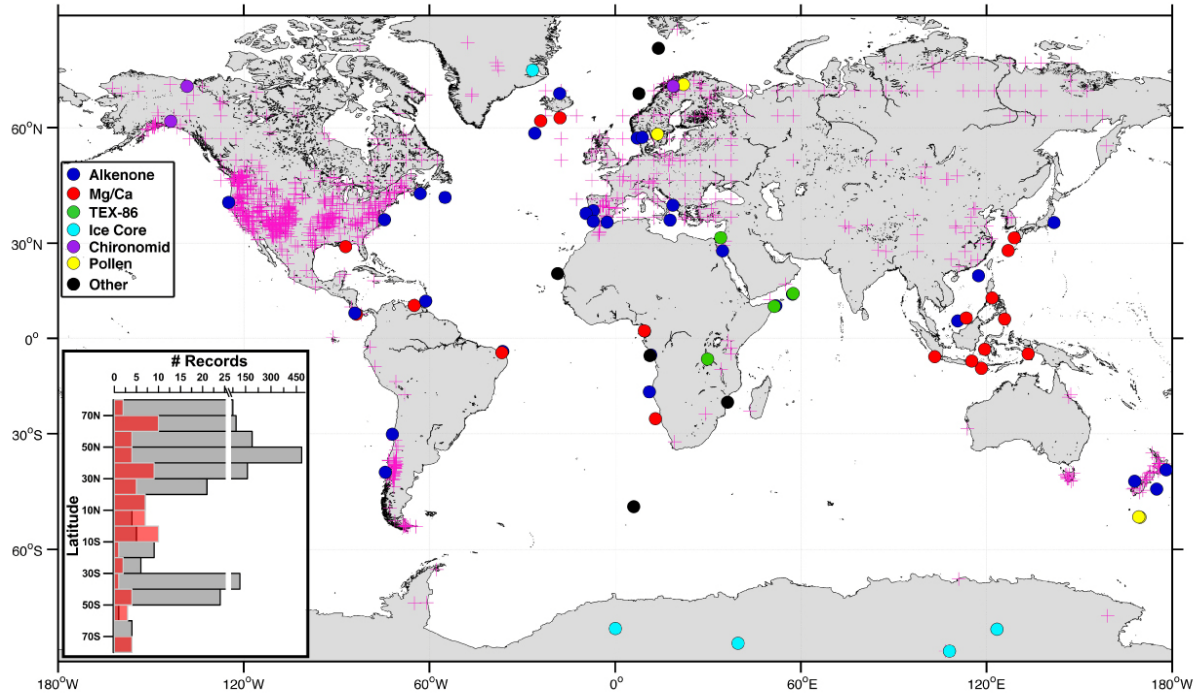 60°N
30°N
0°
30°S
60°S
Alkenone
Mg/Ca
TEX-86
Ice Core
Chironomid
Pollen
Other
# Records
0 5 10 15 20 25 150 300 450
Latitude
70N
50N
30N
10N
10S
30S
50S
70S
180°W 120°W 60°W 0° 60°E 120°E 180°W